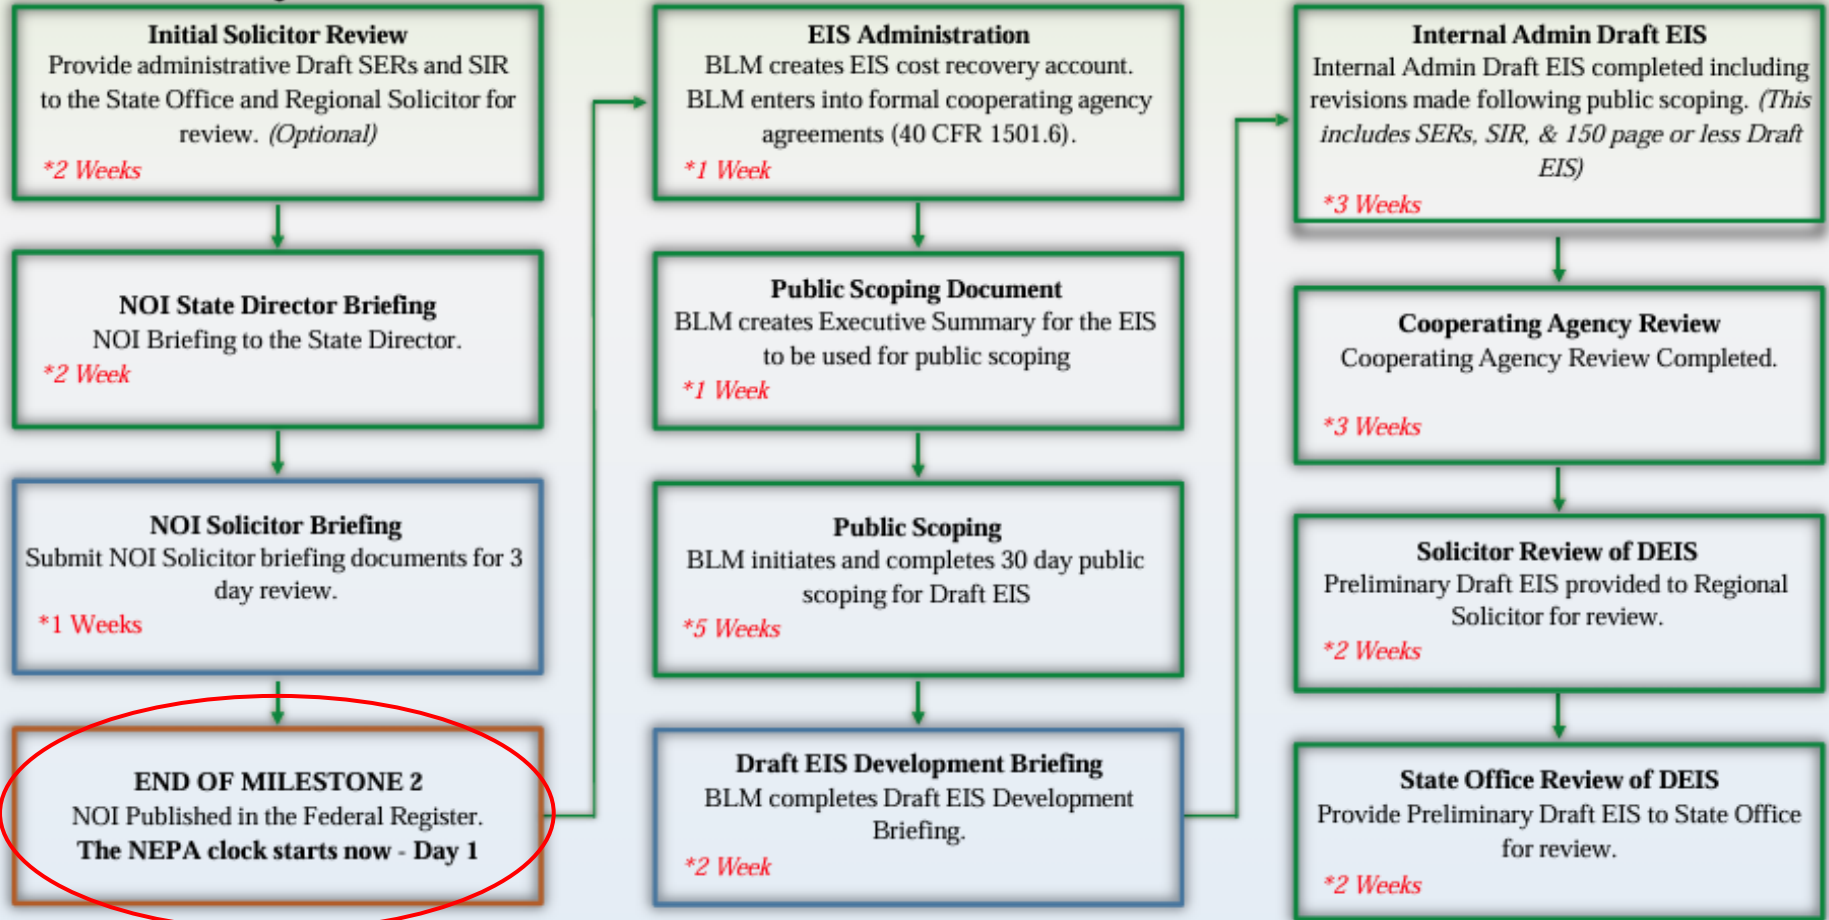 Initial Solicitor Review
Provide administrative Draft SERs and SIR
to the State Office and Regional Solicitor for
review. (Optional)
*2 Weeks
NOI State Director Briefing
NOI Briefing to the State Director.
*2 Week
NOI Solicitor Briefing
Submit NOI Solicitor briefing documents for 3
day review.
*1 Weeks
END OF MILESTONE 2
NOI Published in the Federal Register.
The NEPA clock starts now - Day 1
EIS Administration
BLM creates EIS cost recovery account.
BLM enters into formal cooperating agency
agreements (40 CFR 1501.6).
*1 Week
Public Scoping Document
BLM creates Executive Summary for the EIS
to be used for public scoping
*1 Week
Public Scoping
BLM initiates and completes 30 day public
scoping for Draft EIS
*5 Weeks
Draft EIS Development Briefing
BLM completes Draft EIS Development
Briefing.
*2 Week
Internal Admin Draft EIS
Internal Admin Draft EIS completed including
revisions made following public scoping. (This
includes SERs, SIR, & 150 page or less Draft
EIS)
*3 Weeks
Cooperating Agency Review
Cooperating Agency Review Completed.
*3 Weeks
Solicitor Review of DEIS
Preliminary Draft EIS provided to Regional
Solicitor for review.
*2 Weeks
State Office Review of DEIS
Provide Preliminary Draft EIS to State Office
for review.
*2 Weeks